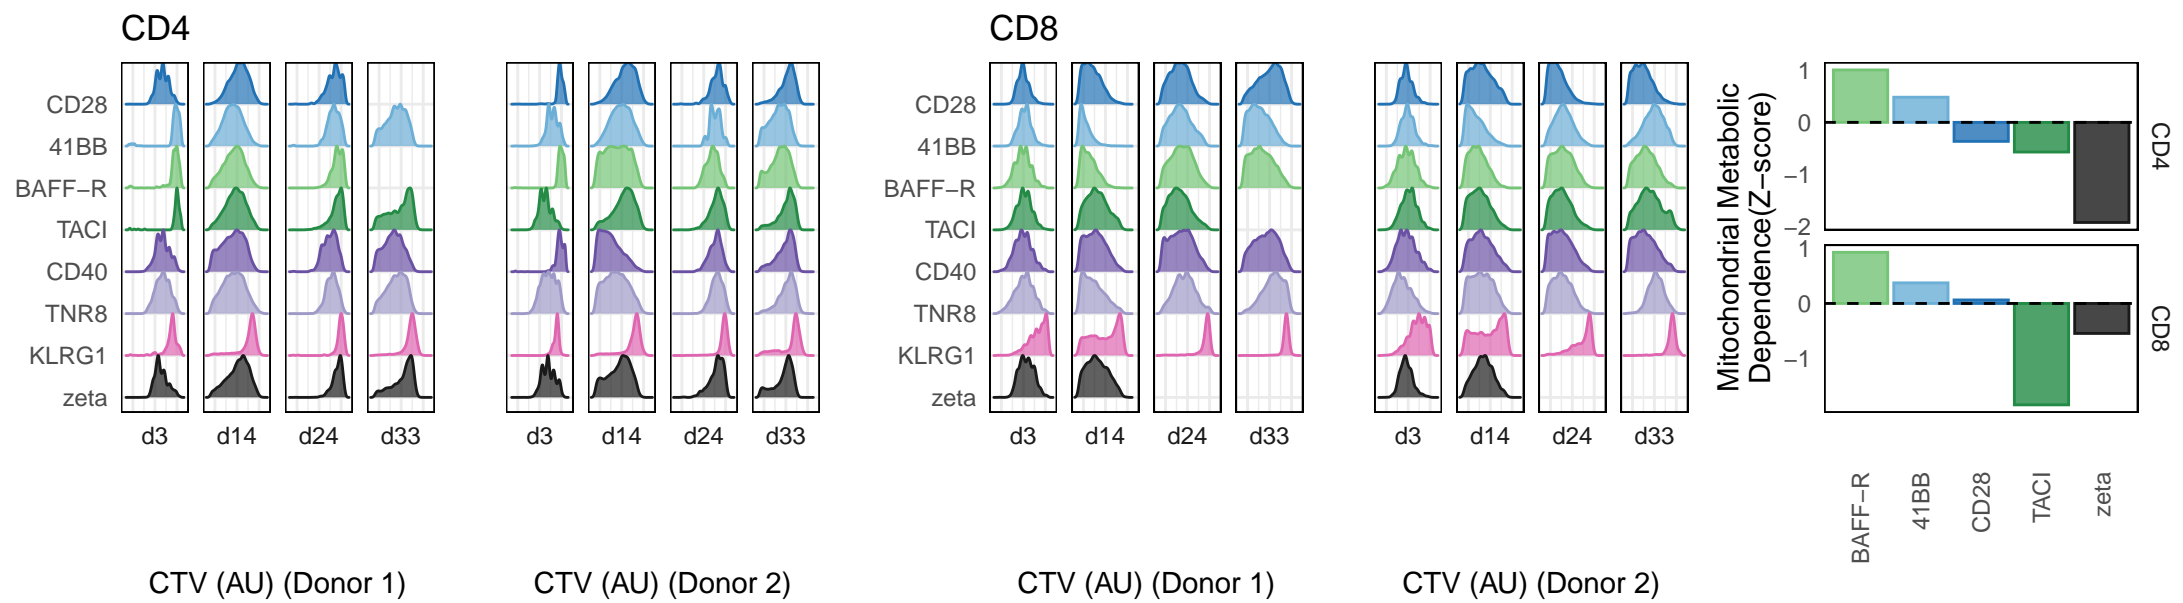 CD4
CD8
CD28
41BB
BAFF−R
TACI
CD40
TNR8
KLRG1
zeta
d3 d14 d24 d33
d3 d14 d24 d33
CTV (AU) (Donor 1)
CTV (AU) (Donor 2)
CD28
41BB
BAFF−R
TACI
CD40
TNR8
KLRG1
zeta
d3 d14 d24 d33
d3 d14 d24 d33
CTV (AU) (Donor 1)
CTV (AU) (Donor 2)
Mitochondrial Metabolic
Dependence(Z−score)
1
0
−1
−2
CD4
1
0
−1
CD8
BAFF−R
41BB
CD28
TACI
zeta